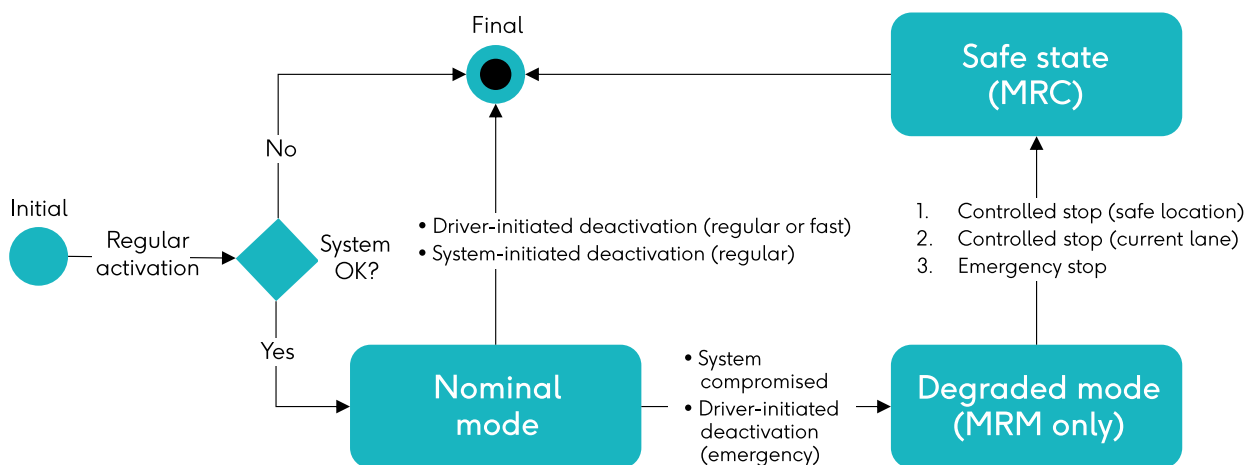 Final
Safe state
(MRC)
No
Initial
Regular
activation
System
OK?
• Driver-initiated deactivation (regular or fast)
• System-initiated deactivation (regular)
1. Controlled stop (safe location)
2. Controlled stop (current lane)
3. Emergency stop
Yes
Nominal
mode
• System
compromised
• Driver-initiated
deactivation
(emergency)
Degraded mode
(MRM only)